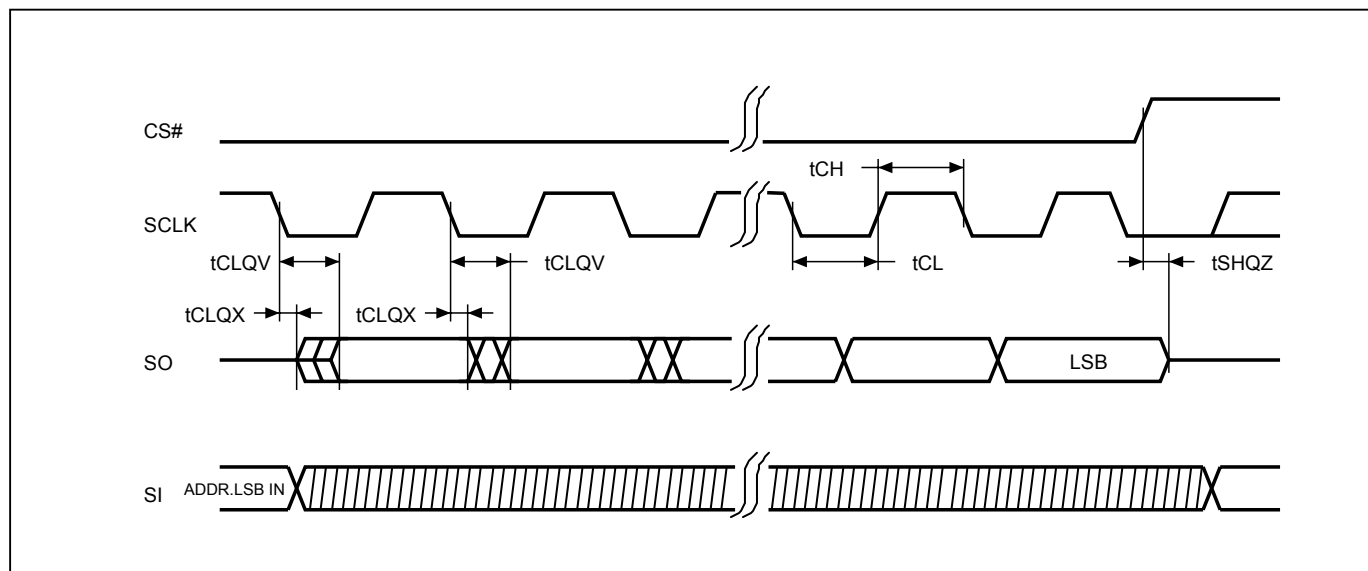 CS#
tCH
SCLK
tCLQV
tCLQV
tCL
tSHQZ
tCLQX
tCLQX
SO
LSB
SI
ADDR.LSB IN